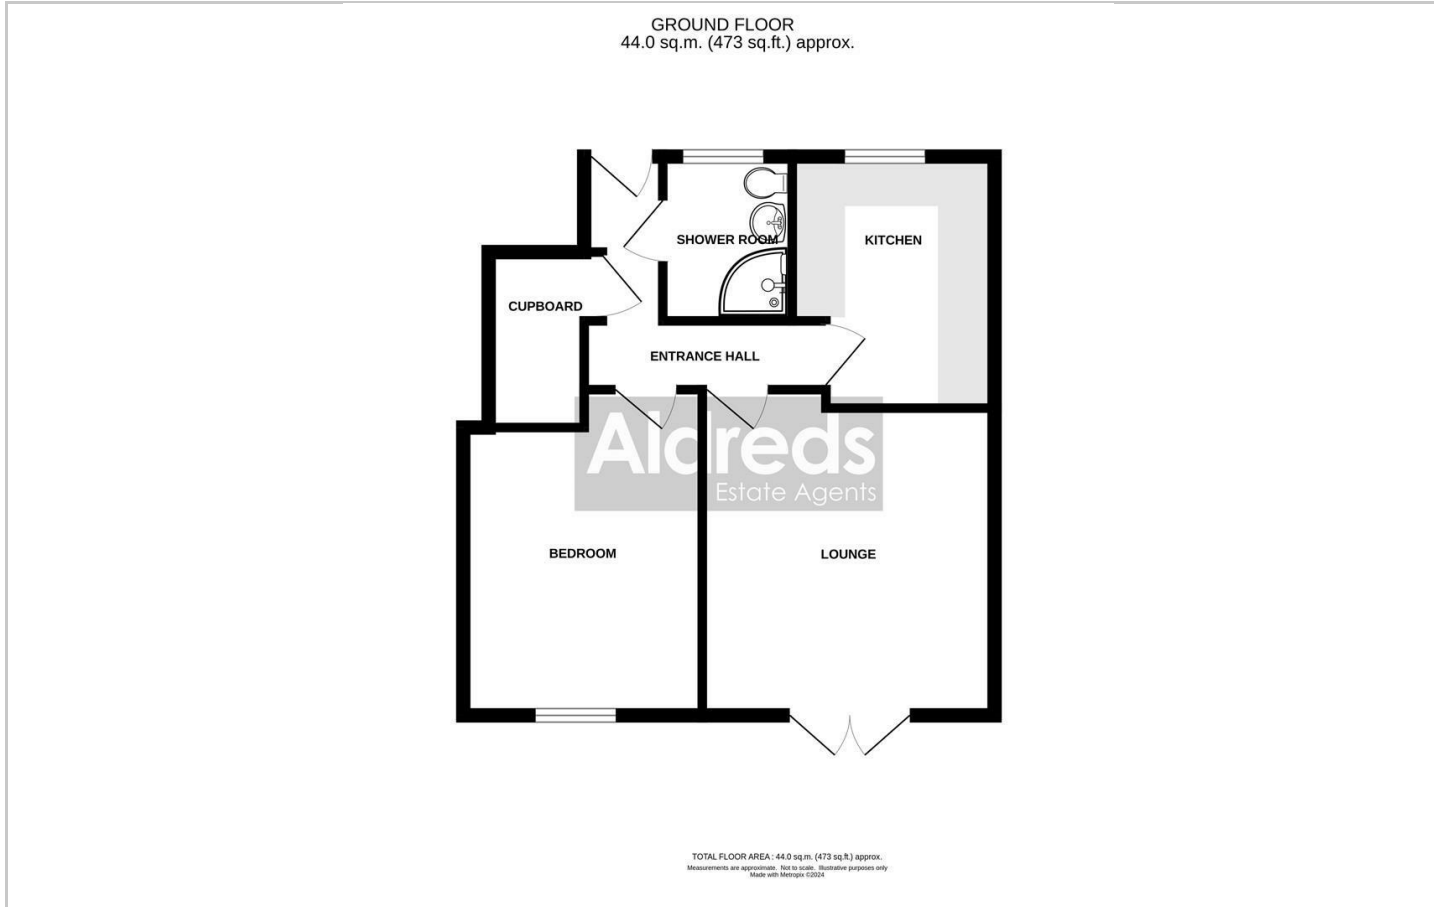 GROUND FLOOR
44.0 sq.m. (473 sq.ft.) approx.
SHOWER ROOM
KITCHEN
CUPBOARD
ENTRANCE HALL
Aldreds
Estate Agents
BEDROOM
LOUNGE
TOTAL FLOOR AREA : 44.0 sq.m. (473 sq.ft.) approx.
Measurements are approximate. Not to scale. Illustrative purposes only
Made with Metropix ©2024